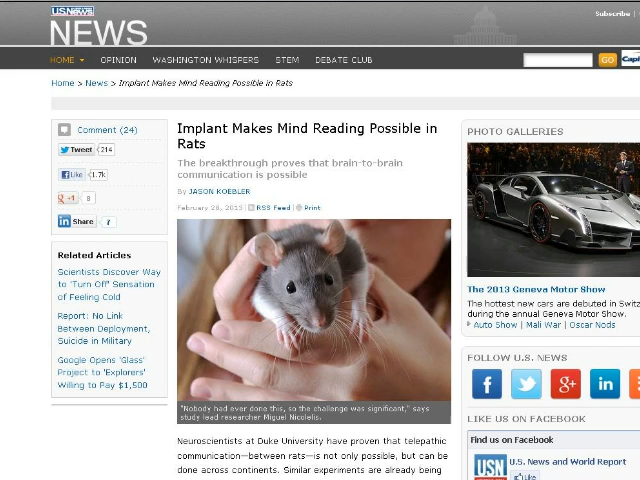 U.S.News
NEWS
Subscribe |
HOME OPINION WASHINGTON WHISPERS STEM DEBATE CLUB
GO
Home > News > Implant Makes Mind Reading Possible in Rats
Comment (24)
Tweet 214
Like 1.7k
+1 8
Share 7
Related Articles
Scientists Discover Way
to 'Turn Off' Sensation
of Feeling Cold
Report: No Link
Between Deployment,
Suicide in Military
Google Opens 'Glass'
Project to 'Explorers'
Willing to Pay $1,500
Implant Makes Mind Reading Possible in
Rats
The breakthrough proves that brain-to-brain
communication is possible
By JASON KOEBLER
February 28, 2013 | RSS Feed | Print
"Nobody had ever done this, so the challenge was significant," says
study lead researcher Miguel Nicolelis.
Neuroscientists at Duke University have proven that telepathic
communication—between rats—is not only possible, but can be
done across continents. Similar experiments are already being
PHOTO GALLERIES
The 2013 Geneva Motor Show
The hottest new cars are debuted in Switz
during the annual Geneva Motor Show.
Auto Show | Mali War | Oscar Nods
FOLLOW U.S. NEWS
LIKE US ON FACEBOOK
Find us on Facebook
USN
U.S. News and World Report
Like